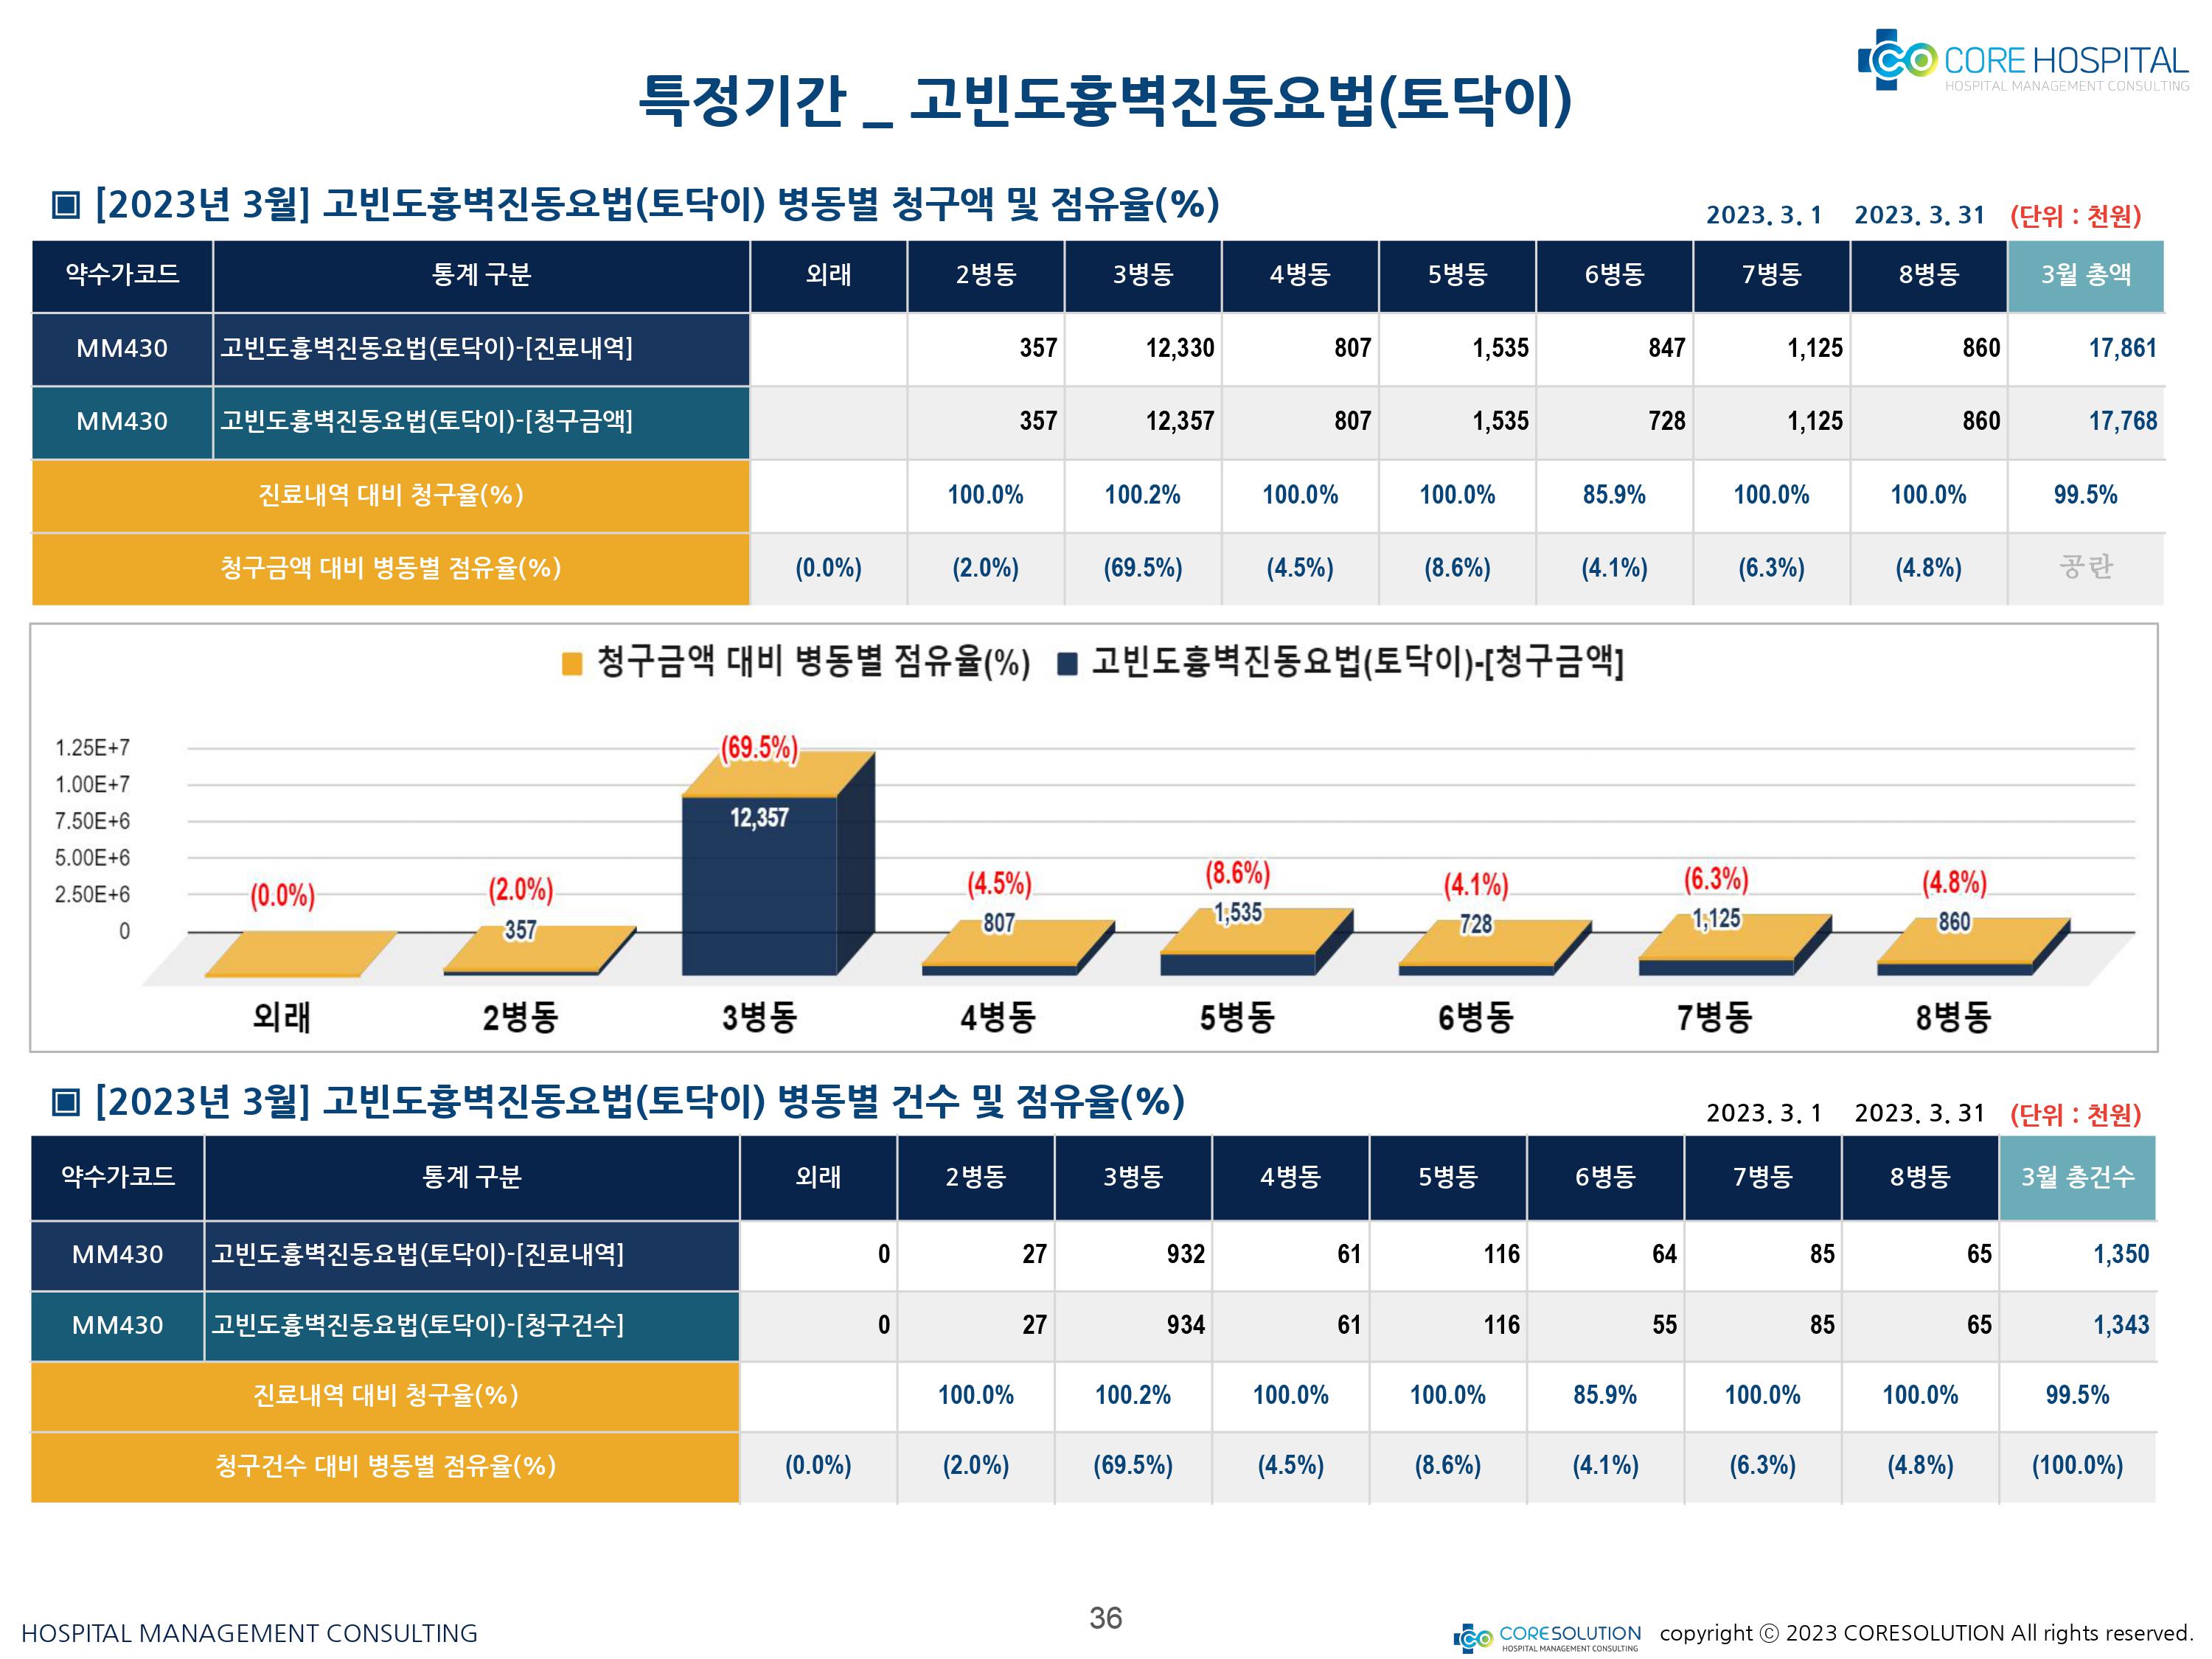 CO CORE HOSPITAL
HOSPITAL MANAGEMENT CONSULTING
특정기간 _ 고빈도흉벽진동요법(토닥이)
▣ [2023년 3월] 고빈도흉벽진동요법(토닥이) 병동별 청구액 및 점유율(%)
2023. 3. 1 2023. 3. 31 (단위 : 천원)
약수가코드 통계 구분 외래 2병동 3병동 4병동 5병동 6병동 7병동 8병동 3월 총액
MM430 고빈도흉벽진동요법(토닥이)-[진료내역] 357 12,330 807 1,535 847 1,125 860 17,861
MM430 고빈도흉벽진동요법(토닥이)-[청구금액] 357 12,357 807 1,535 728 1,125 860 17,768
진료내역 대비 청구율(%) 100.0% 100.2% 100.0% 100.0% 85.9% 100.0% 100.0% 99.5%
청구금액 대비 병동별 점유율(%) (0.0%) (2.0%) (69.5%) (4.5%) (8.6%) (4.1%) (6.3%) (4.8%) 공란
청구금액 대비 병동별 점유율(%) 고빈도흉벽진동요법(토닥이)-[청구금액]
1.25E+7
1.00E+7
7.50E+6
5.00E+6
2.50E+6
0
(0.0%) (2.0%) (69.5%) (4.5%) (8.6%) (4.1%) (6.3%) (4.8%)
357 12,357 807 1,535 728 1,125 860
외래 2병동 3병동 4병동 5병동 6병동 7병동 8병동
▣ [2023년 3월] 고빈도흉벽진동요법(토닥이) 병동별 건수 및 점유율(%)
2023. 3. 1 2023. 3. 31 (단위 : 천원)
약수가코드 통계 구분 외래 2병동 3병동 4병동 5병동 6병동 7병동 8병동 3월 총건수
MM430 고빈도흉벽진동요법(토닥이)-[진료내역] 0 27 932 61 116 64 85 65 1,350
MM430 고빈도흉벽진동요법(토닥이)-[청구건수] 0 27 934 61 116 55 85 65 1,343
진료내역 대비 청구율(%) 100.0% 100.2% 100.0% 100.0% 85.9% 100.0% 100.0% 99.5%
청구건수 대비 병동별 점유율(%) (0.0%) (2.0%) (69.5%) (4.5%) (8.6%) (4.1%) (6.3%) (4.8%) (100.0%)
HOSPITAL MANAGEMENT CONSULTING
36
CO CORESOLUTION
HOSPITAL MANAGEMENT CONSULTING
copyright ⓒ 2023 CORESOLUTION All rights reserved.